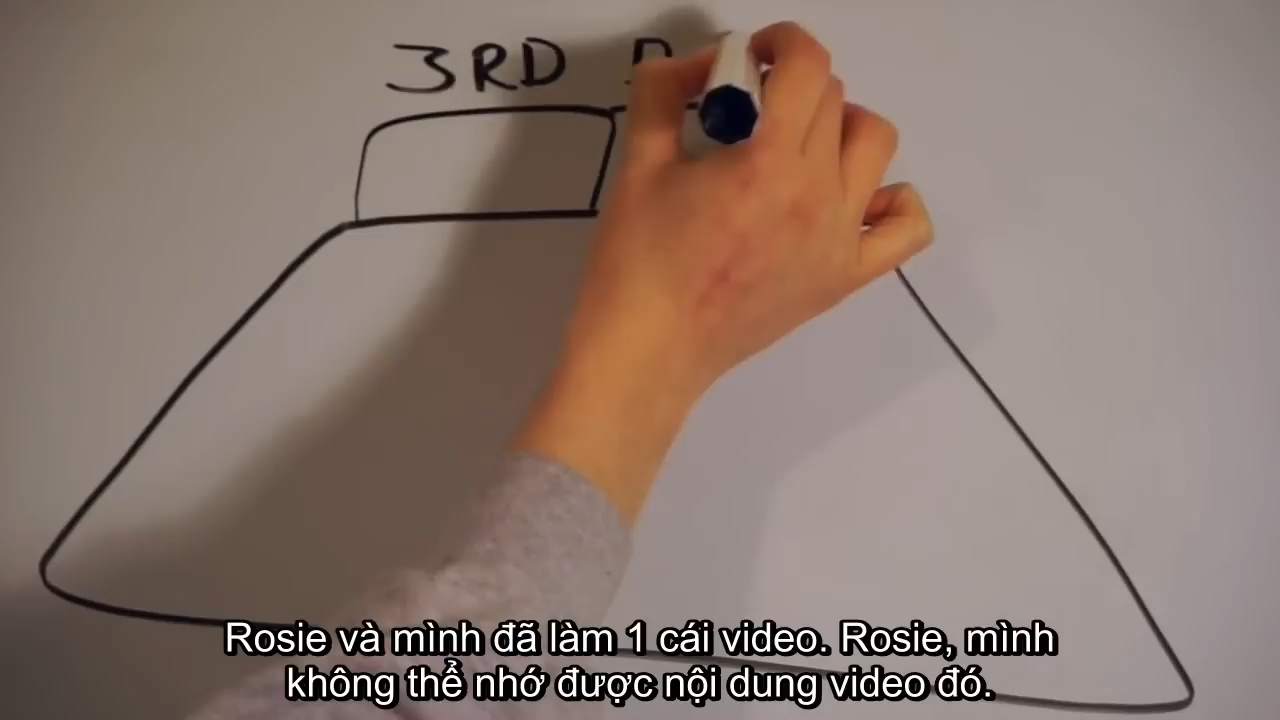 3RD
Rosie và mình đã làm 1 cái video. Rosie, mình
không thể nhớ được nội dung video đó.